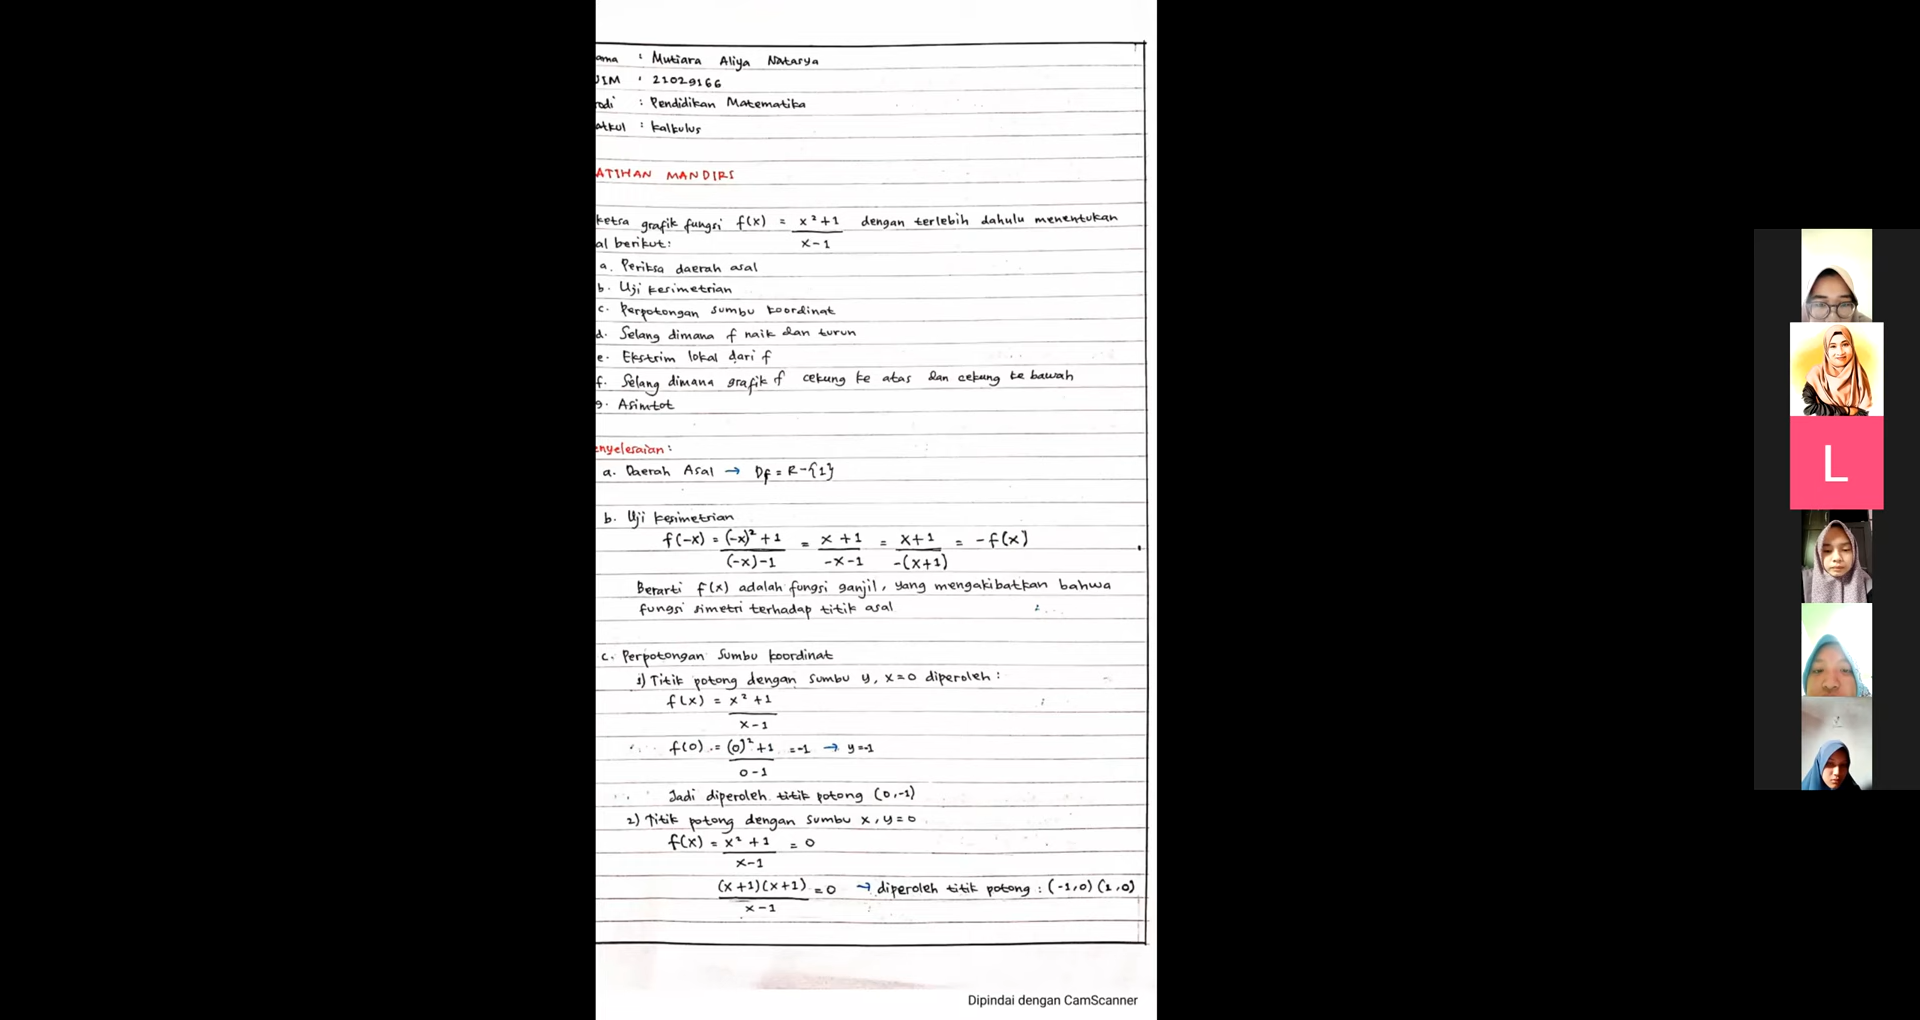 ama : Mutiara Aliya Natasya
IM : 21029166
rodi : Pendidikan Matematika
atkul : Kalkulus
ATIHAN MANDIRS
ketsa grafik fungsi f(x) = x²+1 dengan terlebih dahulu menentukan
x-1
al berikut:
a. Periksa daerah asal
b. Uji kesimetrian
c. Perpotongan sumbu koordinat
d. Selang dimana f naik dan turun
e. Ekstrim lokal dari f
f. Selang dimana grafik f cekung ke atas dan cekung ke bawah
g. Asimtot
enyelesaian:
a. Daerah Asal → Df = R-{1}
b. Uji kesimetrian
f(-x) = (-x)²+1 = x+1 = x+1 = -f(x)
(-x)-1 -x-1 -(x+1)
Berarti f(x) adalah fungsi ganjil, yang mengakibatkan bahwa
fungsi simetri terhadap titik asal
c. Perpotongan Sumbu koordinat
1) Titik potong dengan sumbu y, x=0 diperoleh:
f(x) = x²+1
x-1
f(0) = (0)²+1 = -1 → y=-1
0-1
Jadi diperoleh titik potong (0,-1)
2) Titik potong dengan sumbu x, y=0
f(x) = x²+1 = 0
x-1
(x+1)(x+1) = 0 → diperoleh titik potong : (-1,0) (1,0)
x-1
Dipindai dengan CamScanner
L